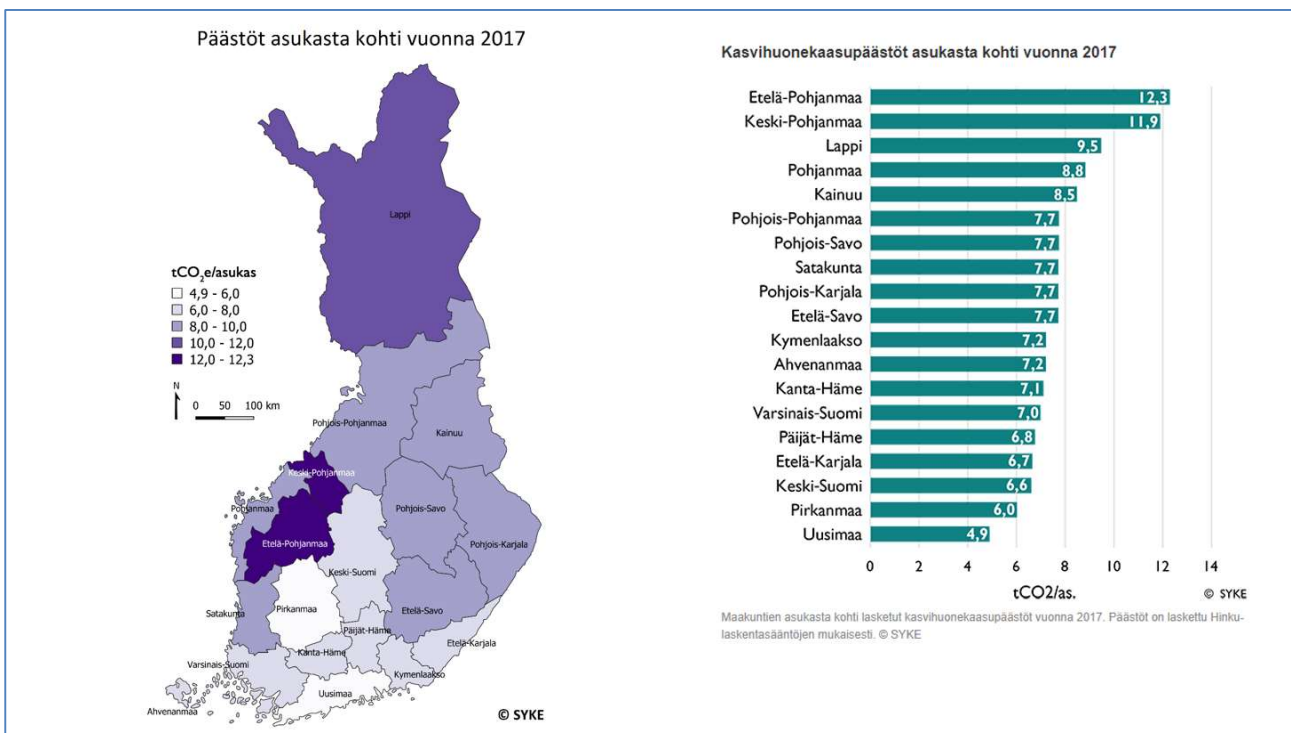 Päästöt asukasta kohti vuonna 2017
Lappi
tCO2e/asukas
4,9 - 6,0
6,0 - 8,0
8,0 - 10,0
10,0 - 12,0
12,0 - 12,3
N
0 50 100 km
Pohjois-Pohjanmaa
Kainuu
Keski-Pohjanmaa
Pohjanmaa
Pohjois-Savo
Etelä-Pohjanmaa
Pohjois-Karjala
Keski-Suomi
Satakunta
Pirkanmaa
Etelä-Savo
Päijät-Häme
Etelä-Karjala
Kanta-Häme
Varsinais-Suomi
Kymenlaakso
Uusimaa
Ahvenanmaa
© SYKE
Kasvihuonekaasupäästöt asukasta kohti vuonna 2017
Etelä-Pohjanmaa 12,3
Keski-Pohjanmaa 11,9
Lappi 9,5
Pohjanmaa 8,8
Kainuu 8,5
Pohjois-Pohjanmaa 7,7
Pohjois-Savo 7,7
Satakunta 7,7
Pohjois-Karjala 7,7
Etelä-Savo 7,7
Kymenlaakso 7,2
Ahvenanmaa 7,2
Kanta-Häme 7,1
Varsinais-Suomi 7,0
Päijät-Häme 6,8
Etelä-Karjala 6,7
Keski-Suomi 6,6
Pirkanmaa 6,0
Uusimaa 4,9
0 2 4 6 8 10 12 14
tCO2/as.
© SYKE
Maakuntien asukasta kohti lasketut kasvihuonekaasupäästöt vuonna 2017. Päästöt on laskettu Hinku-
laskentasääntöjen mukaisesti. © SYKE